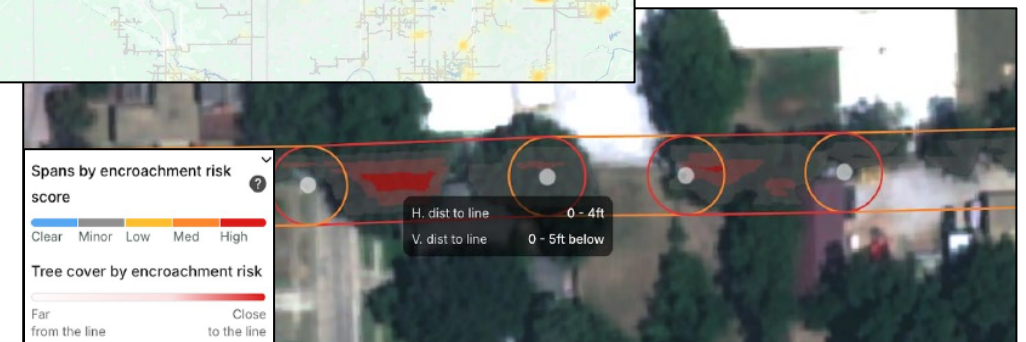 Spans by encroachment risk
score
?
Clear Minor Low Med High
Tree cover by encroachment risk
Far Close
from the line to the line
H. dist to line 0 - 4ft
V. dist to line 0 - 5ft below